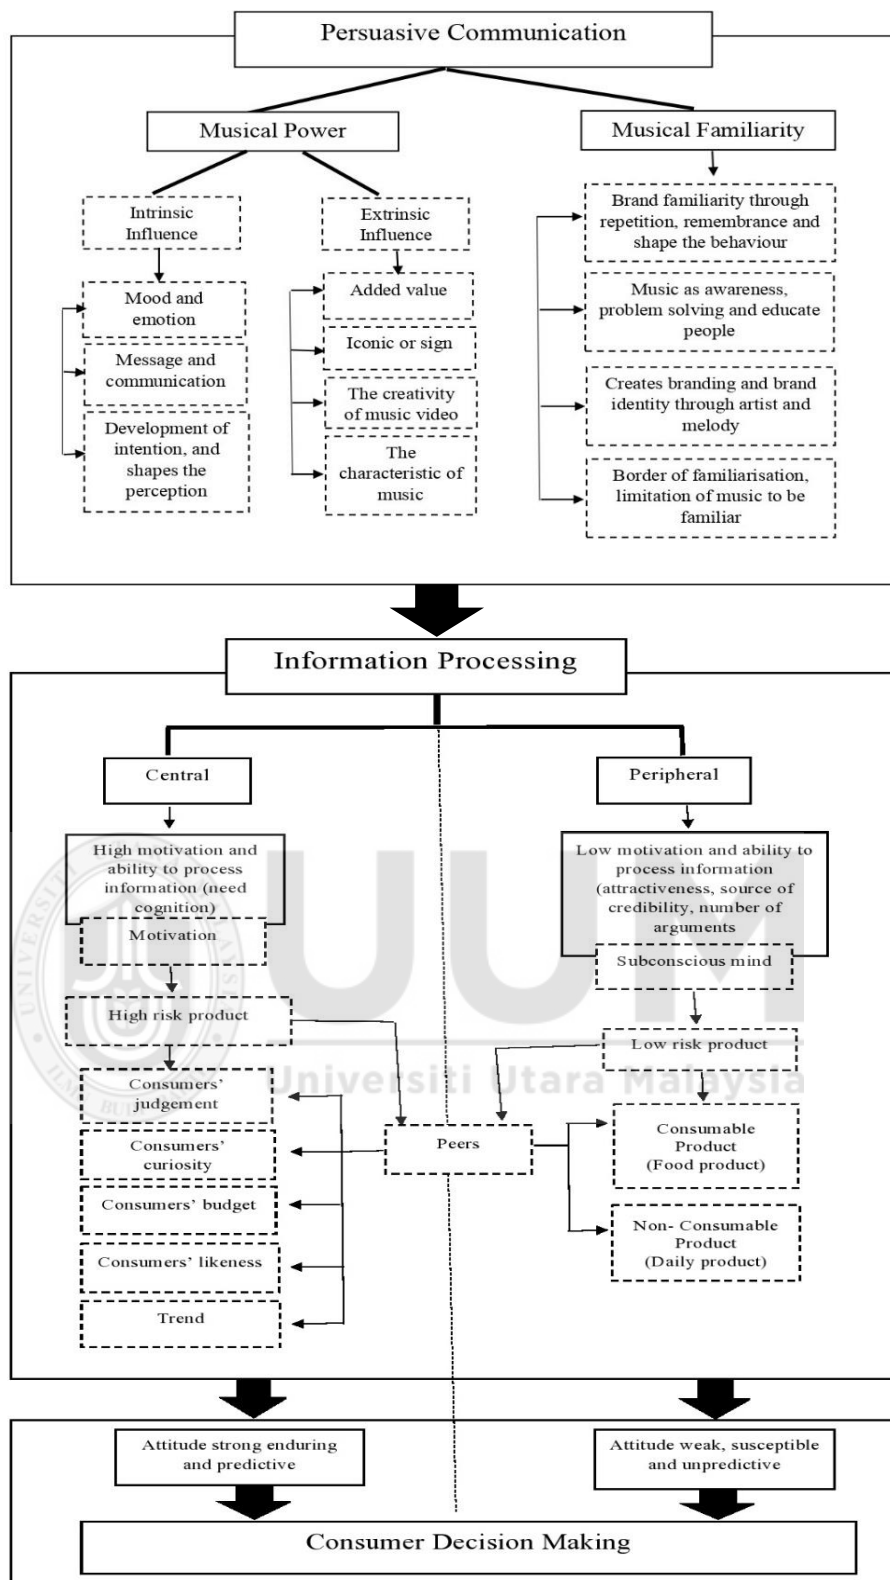 Persuasive Communication
Musical Power
Musical Familiarity
Intrinsic
Influence
Extrinsic
Influence
Mood and
emotion
Message and
communication
Development of
intention, and
shapes the
perception
Added value
Iconic or sign
The creativity
of music video
The
characteristic of
music
Brand familiarity through
repetition, remembrance and
shape the behaviour
Music as awareness,
problem solving and educate
people
Creates branding and brand
identity through artist and
melody
Border of familiarisation,
limitation of music to be
familiar
Information Processing
Central
Peripheral
High motivation and
ability to process
information (need
cognition)
Motivation
High risk product
Consumers'
judgement
Consumers'
curiosity
Consumers' budget
Consumers' likeness
Trend
Peers
Low motivation and ability to
process information
(attractiveness, source of
credibility, number of
arguments
Subconscious mind
Low risk product
Consumable
Product
(Food product)
Non- Consumable
Product
(Daily product)
UUM
Universiti Utara Malaysia
Attitude strong enduring
and predictive
Attitude weak, susceptible
and unpredictive
Consumer Decision Making